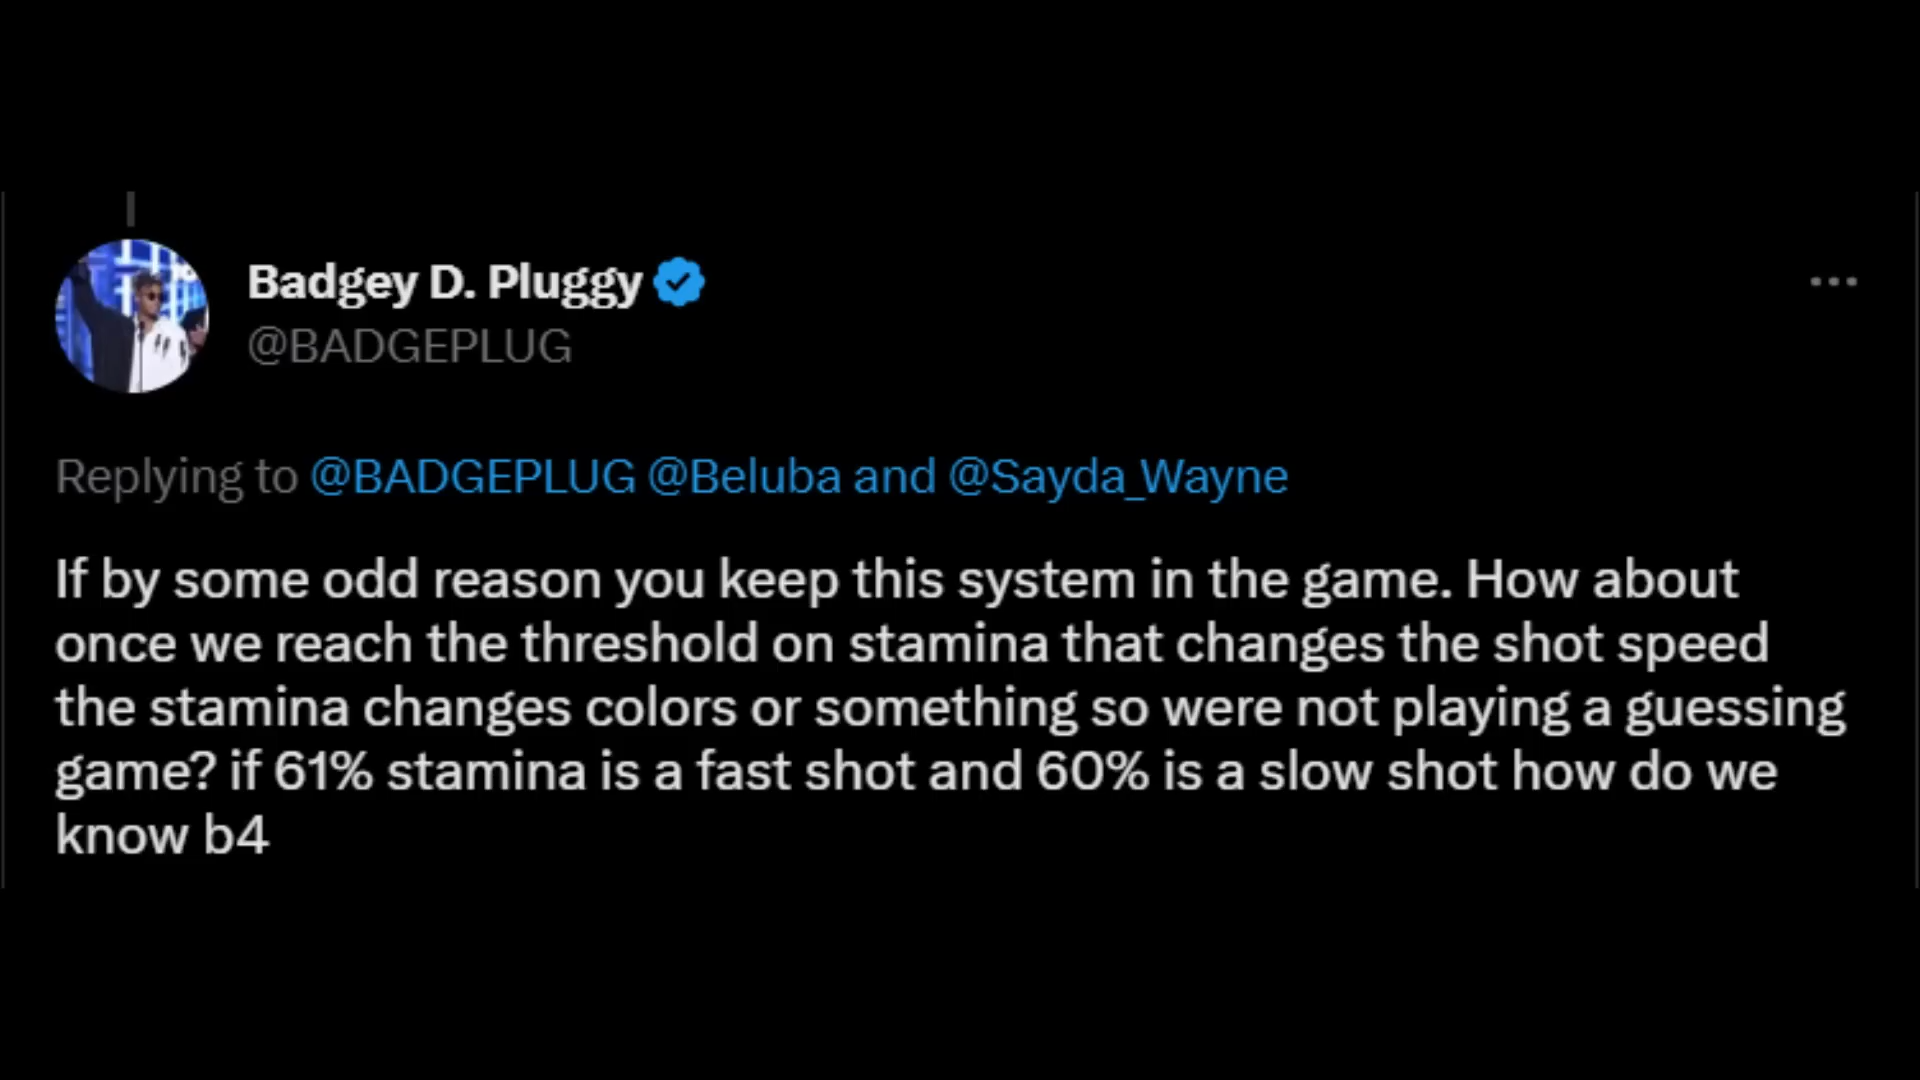 Badgey D. Pluggy
@BADGEPLUG
Replying to @BADGEPLUG @Beluba and @Sayda_Wayne
If by some odd reason you keep this system in the game. How about
once we reach the threshold on stamina that changes the shot speed
the stamina changes colors or something so were not playing a guessing
game? if 61% stamina is a fast shot and 60% is a slow shot how do we
know b4